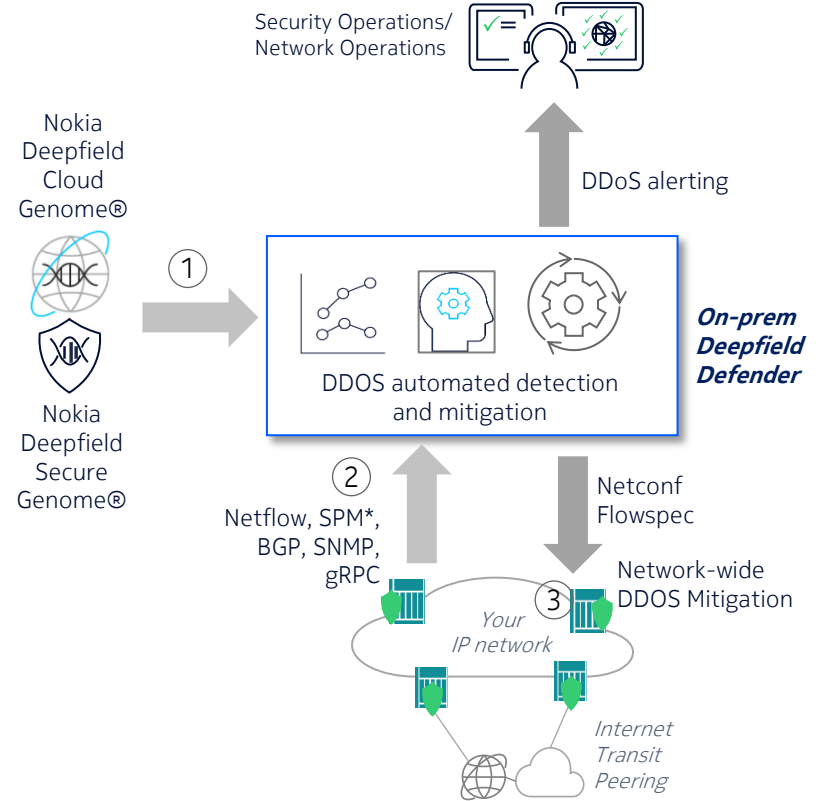 Security Operations/
Network Operations
Nokia
Deepfield
Cloud
Genome®
DDoS alerting
1
On-prem
Deepfield
Defender
DDOS automated detection
and mitigation
Nokia
Deepfield
Secure
Genome®
2
Netflow, SPM*,
BGP, SNMP,
gRPC
Netconf
Flowspec
3
Network-wide
DDOS Mitigation
Your
IP network
Internet
Transit
Peering